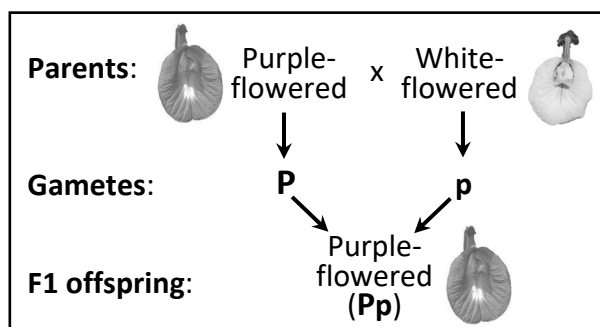 Parents: Purple-flowered x White-flowered
Gametes: P p
F1 offspring: Purple-flowered (Pp)